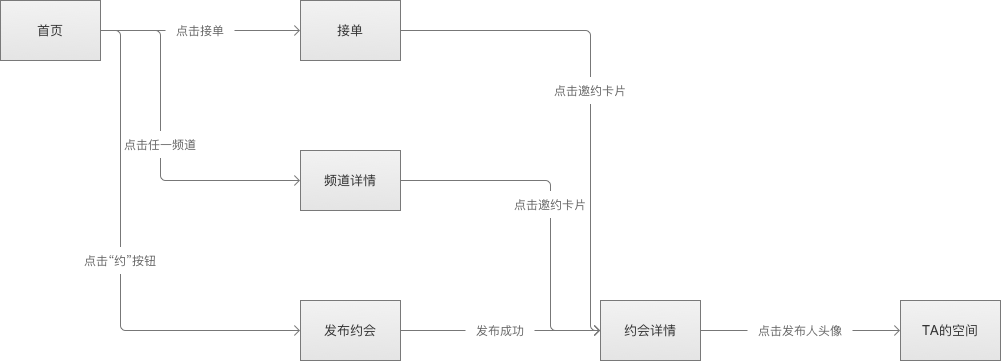 首页
点击接单
接单
点击邀约卡片
点击任一频道
频道详情
点击邀约卡片
点击“约”按钮
发布约会
发布成功
约会详情
点击发布人头像
TA的空间